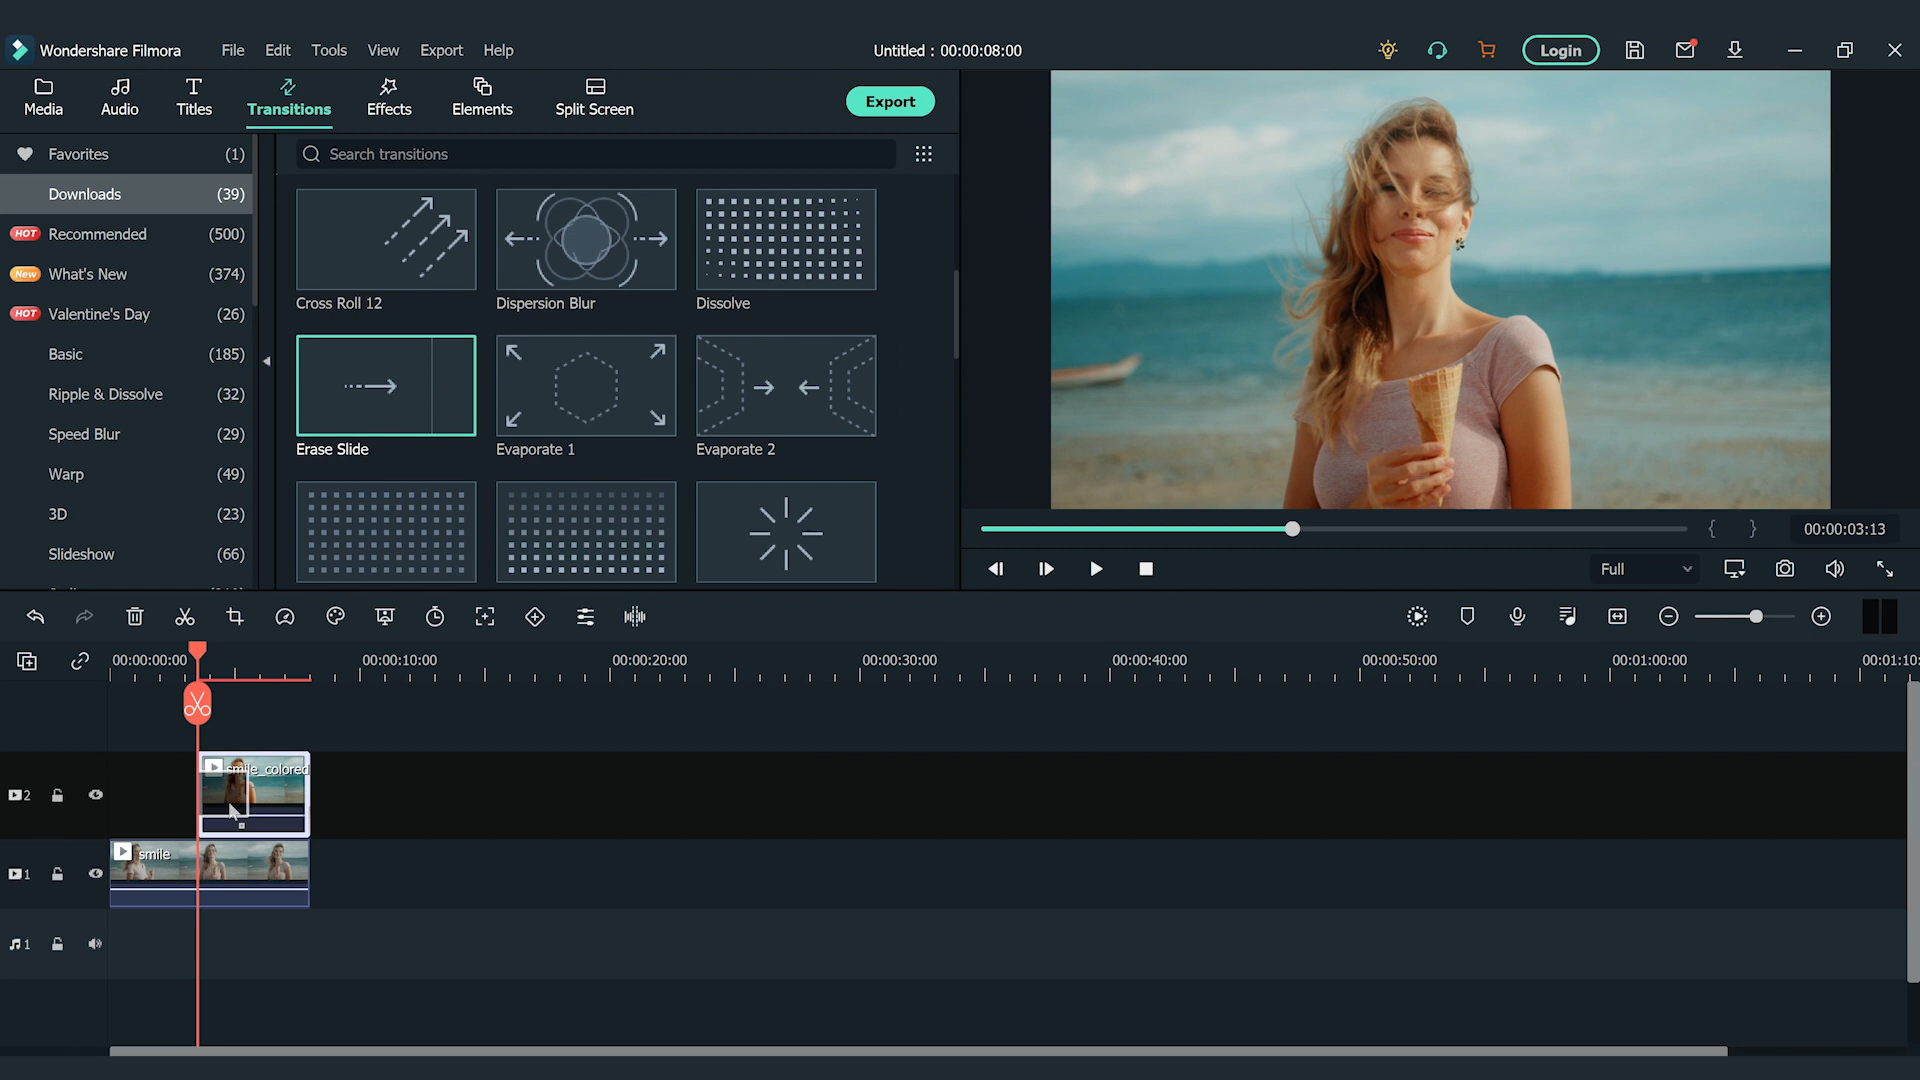 Wondershare Filmora File Edit Tools View Export Help Untitled : 00:00:08:00 Login
Media Audio Titles Transitions Effects Elements Split Screen Export
Favorites (1)
Downloads (39)
HOT Recommended (500)
New What's New (374)
HOT Valentine's Day (26)
Basic (185)
Ripple & Dissolve (32)
Speed Blur (29)
Warp (49)
3D (23)
Slideshow (66)
Search transitions
Cross Roll 12 Dispersion Blur Dissolve
Erase Slide Evaporate 1 Evaporate 2
{ } 00:00:03:13
Full
00:00:00:00 00:00:10:00 00:00:20:00 00:00:30:00 00:00:40:00 00:00:50:00 00:01:00:00 00:01:10:
smile_colored
2
smile
1
1